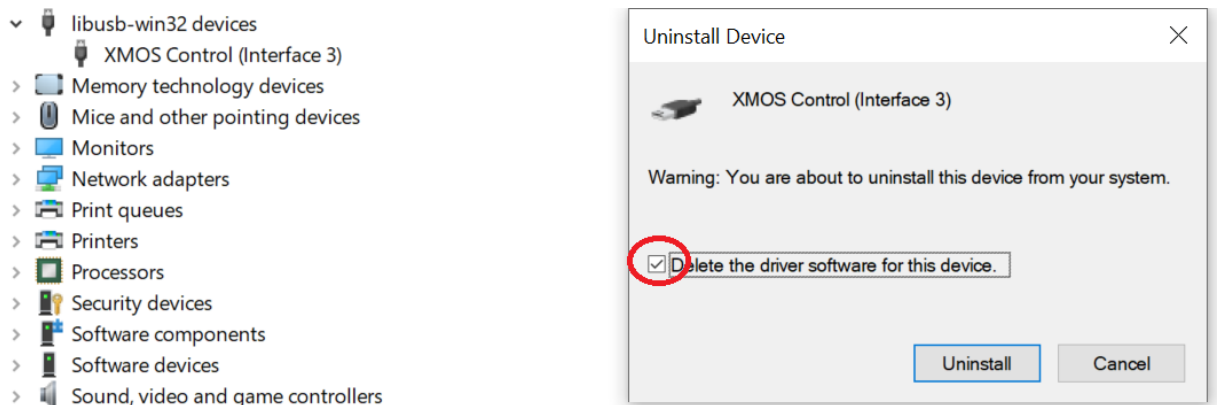 libusb-win32 devices
XMOS Control (Interface 3)
Memory technology devices
Mice and other pointing devices
Monitors
Network adapters
Print queues
Printers
Processors
Security devices
Software components
Software devices
Sound, video and game controllers
Uninstall Device
XMOS Control (Interface 3)
Warning: You are about to uninstall this device from your system.
Delete the driver software for this device.
Uninstall
Cancel